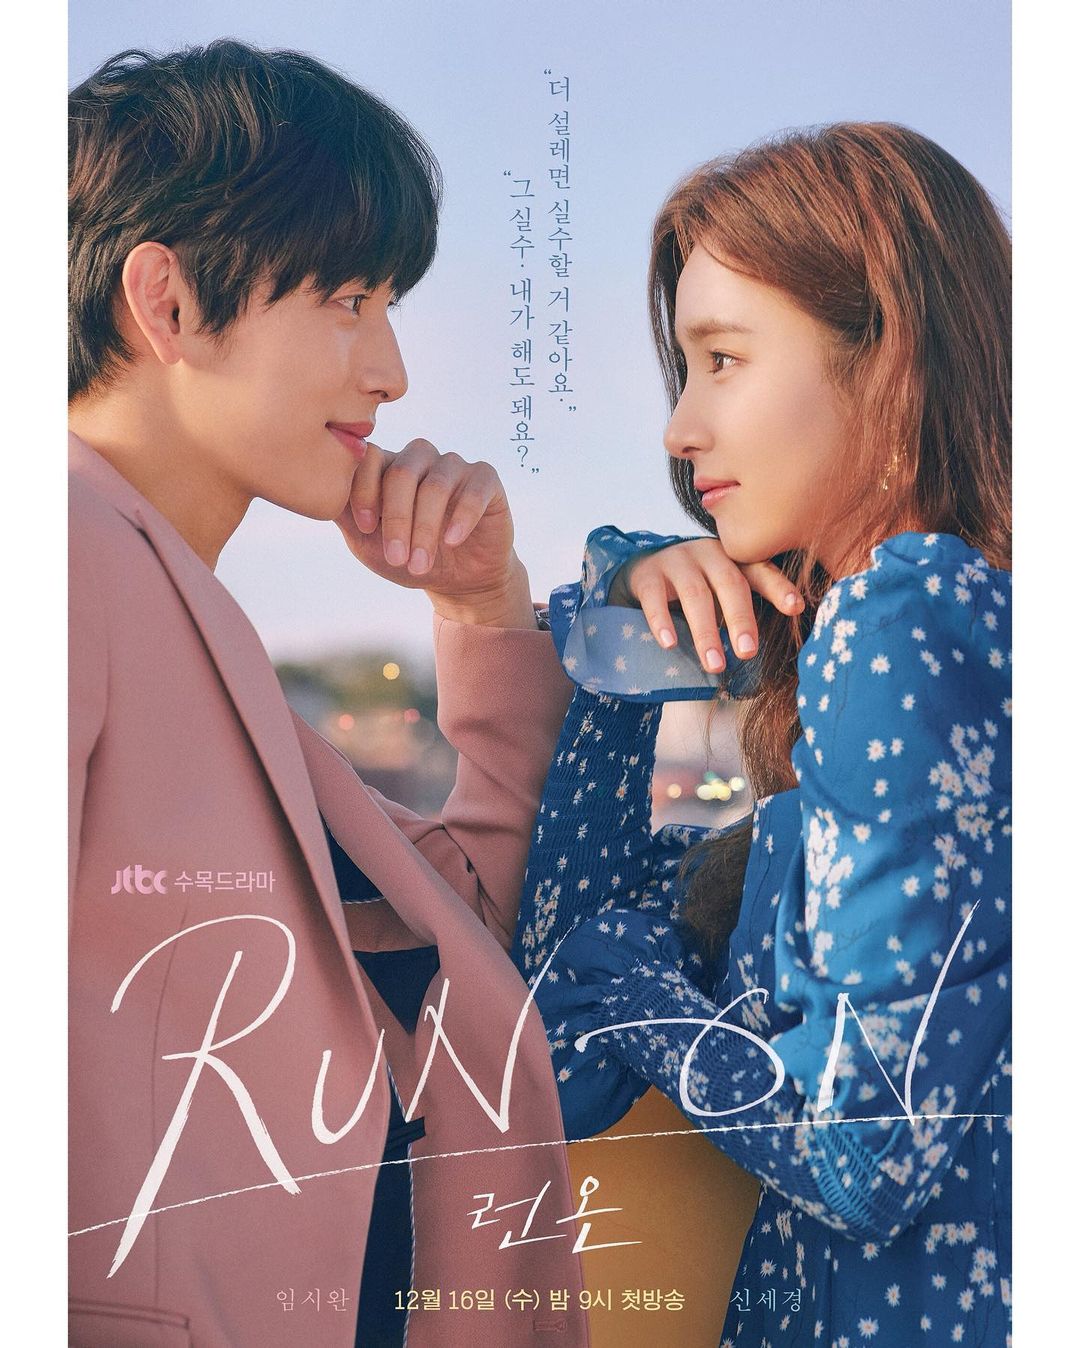 “더 설레면 실수할 거 같아요.”
“그 실수· 내가 해도 돼요?”
Jtbc 수목드라마
RUN ON
런 온
임시완 12월 16일 (수) 밤 9시 첫방송 신세경